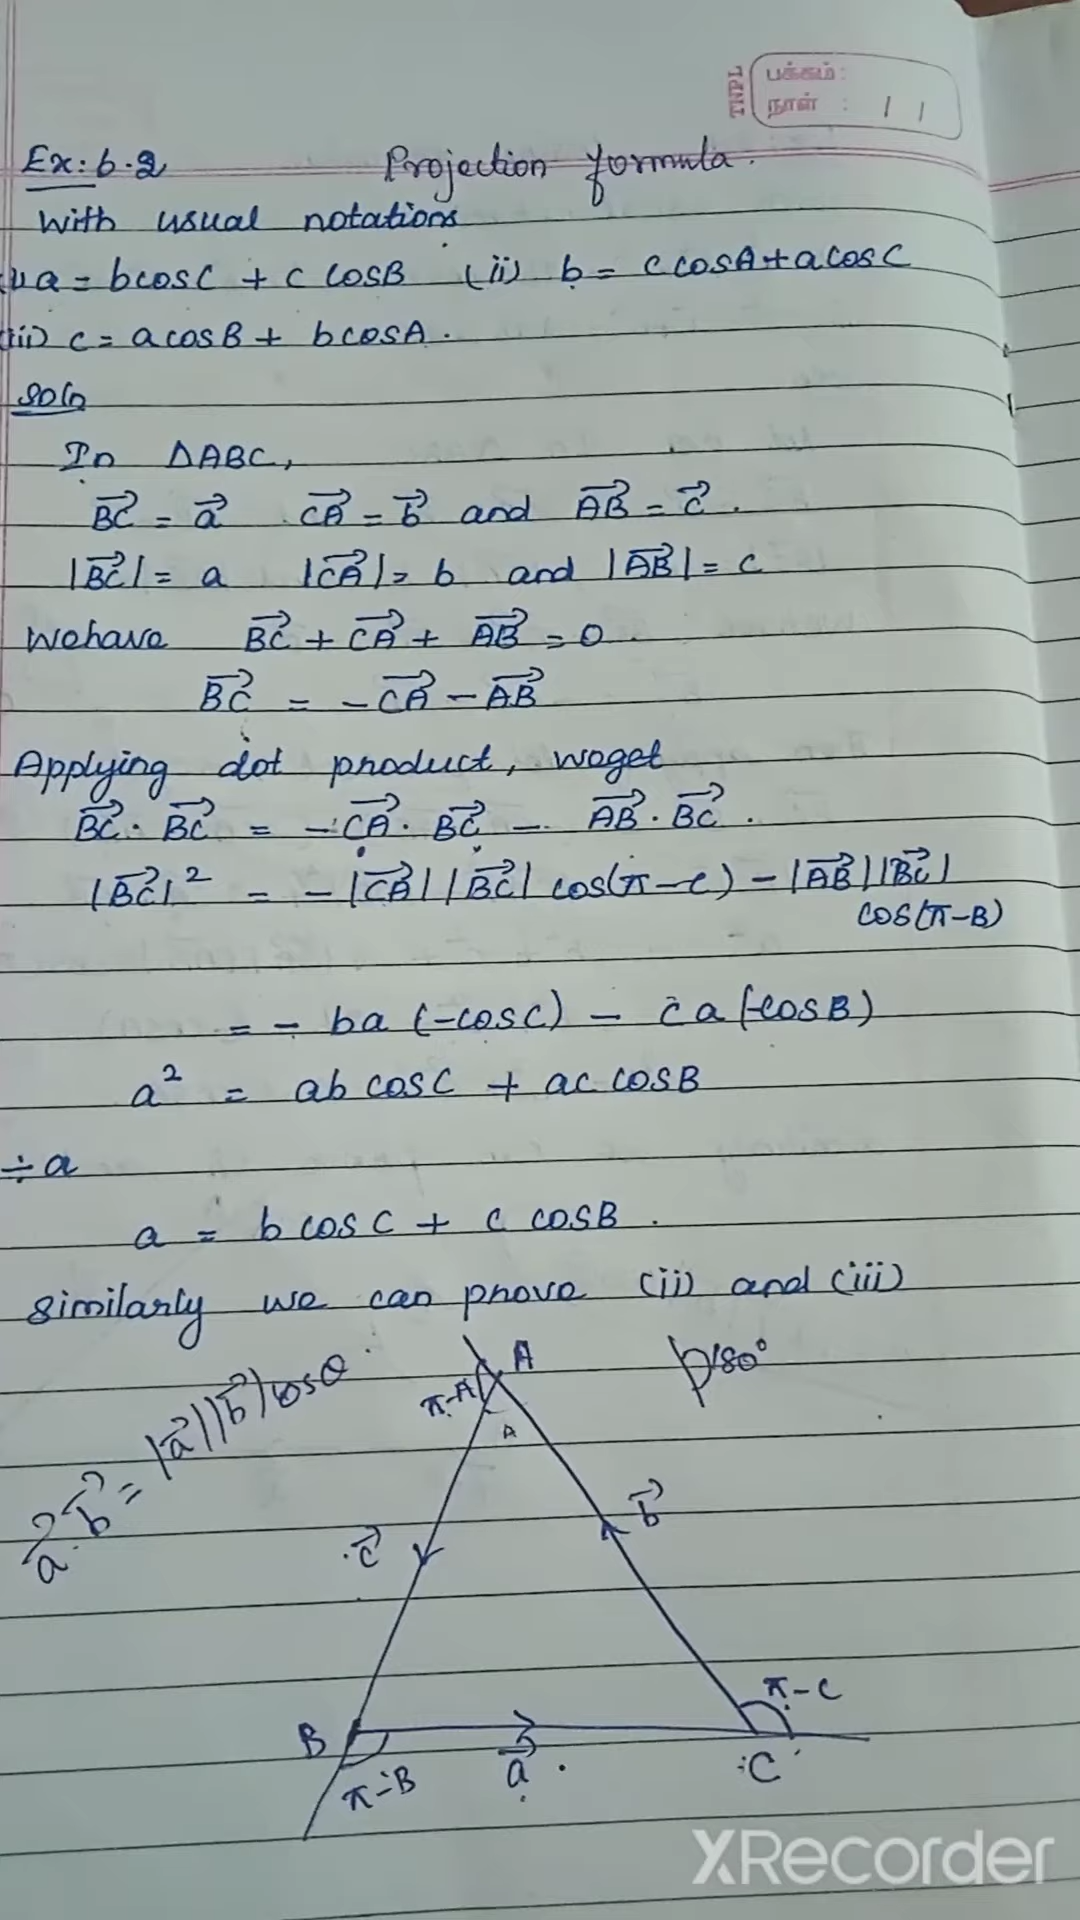 TNPL
பக்கம் :
நாள் : / /
Ex: 6.2 Projection formula.
With usual notations
(i) a = b cosC + c cosB (ii) b = c cosA + a cosC
(iii) c = a cosB + b cosA.
Soln
In ΔABC,
BC⃗ = a⃗ CA⃗ = b⃗ and AB⃗ = c⃗.
|BC⃗| = a |CA⃗| = b and |AB⃗| = c
We have BC⃗ + CA⃗ + AB⃗ = 0
BC⃗ = -CA⃗ - AB⃗
Applying dot product, we get
BC⃗ · BC⃗ = -CA⃗ · BC⃗ - AB⃗ · BC⃗.
|BC⃗|² = -|CA⃗||BC⃗| cos(π-C) - |AB⃗||BC⃗|
cos(π-B)
= - ba (-cosC) - ca (-cosB)
a² = ab cosC + ac cosB
÷ a
a = b cosC + c cosB.
Similarly we can prove (ii) and (iii)
a⃗·b⃗ = |a⃗||b⃗|cosθ
A
180°
π-A
A
b⃗
c⃗
π-C
B
a⃗
C
π-B
XRecorder